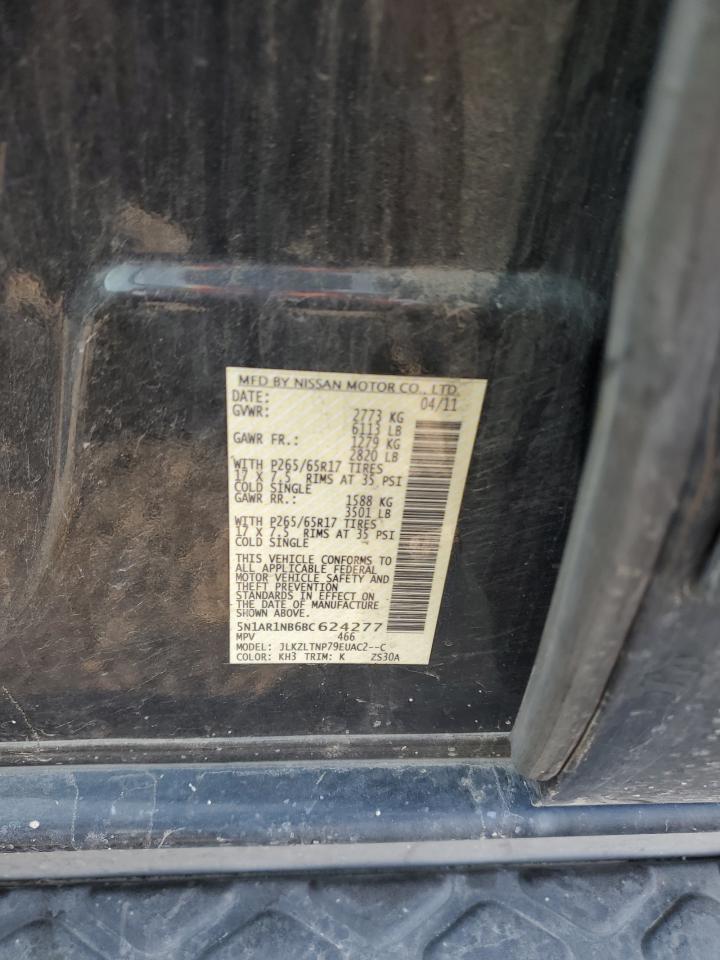 MFD BY NISSAN MOTOR CO., LTD.
DATE: 04/11
GVWR: 2773 KG
6113 LB
GAWR FR.: 1279 KG
2820 LB
WITH P265/65R17 TIRES
17 X 7.5 RIMS AT 35 PSI
COLD SINGLE
GAWR RR.: 1588 KG
3501 LB
WITH P265/65R17 TIRES
17 X 7.5 RIMS AT 35 PSI
COLD SINGLE
THIS VEHICLE CONFORMS TO
ALL APPLICABLE FEDERAL
MOTOR VEHICLE SAFETY AND
THEFT PREVENTION
STANDARDS IN EFFECT ON
THE DATE OF MANUFACTURE
SHOWN ABOVE.
5N1AR1NB6BC624277
MPV 466
MODEL: JLKZLTNP79EUAC2--C
COLOR: KH3 TRIM: K ZS30A